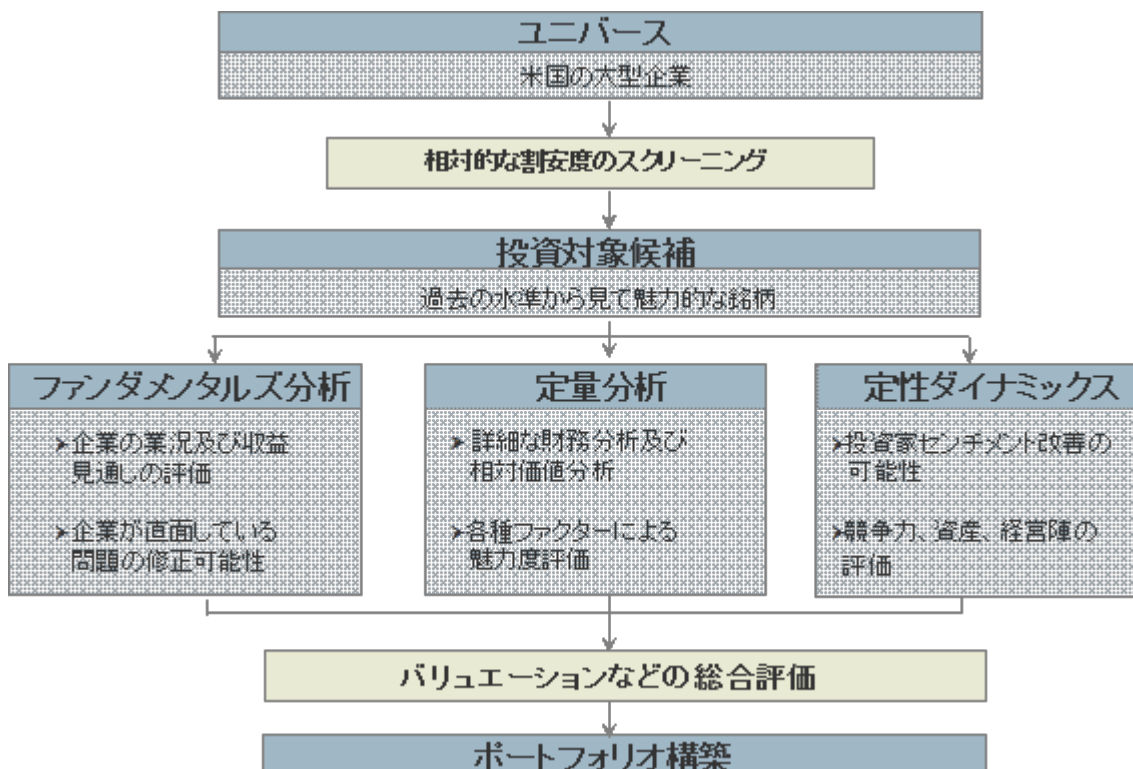 ユニバース
米国の大型企業
相対的な割安度のスクリーニング
投資対象候補
過去の水準から見て魅力的な銘柄
ファンダメンタルズ分析
➤企業の業況及び収益
見通しの評価
➤企業が直面している
問題の修正可能性
定量分析
➤詳細な財務分析及び
相対価値分析
➤各種ファクターによる
魅力度評価
定性ダイナミックス
➤投資家センチメント改善の
可能性
➤競争力、資産、経営陣の
評価
バリュエーションなどの総合評価
ポートフォリオ構築